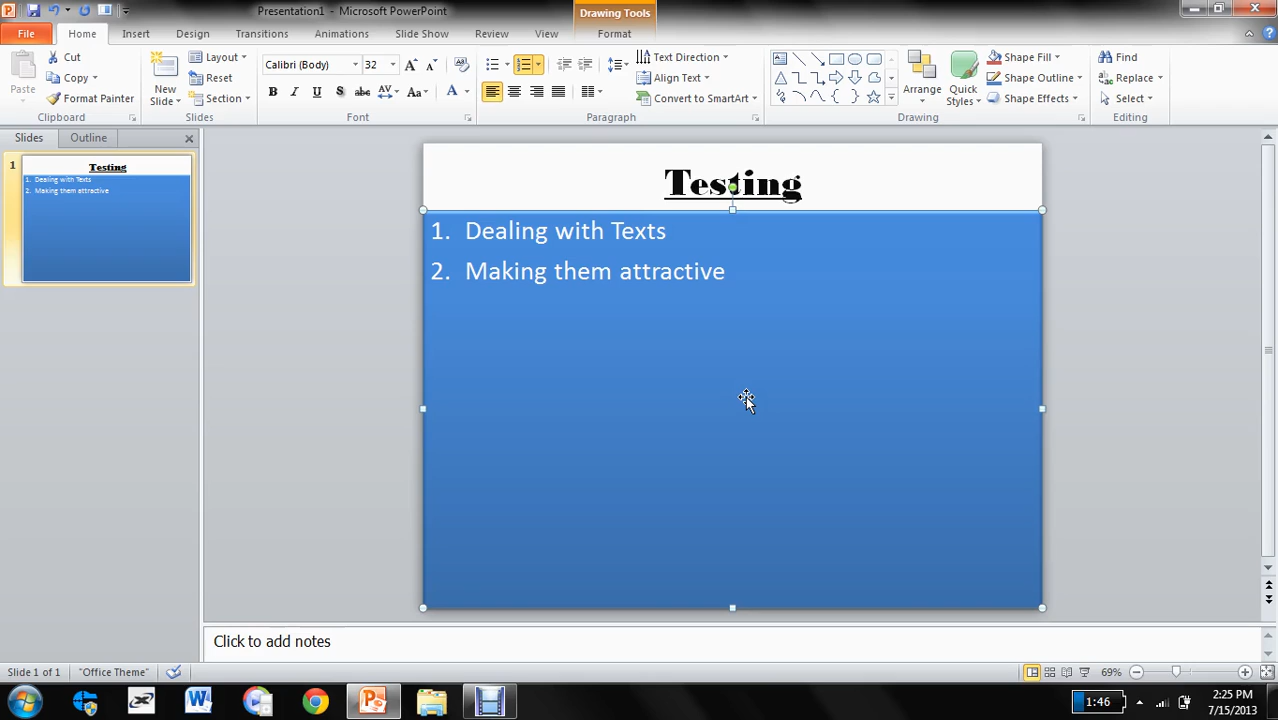 Presentation1 - Microsoft PowerPoint
Drawing Tools
File Home Insert Design Transitions Animations Slide Show Review View Format
Paste
Cut
Copy
Format Painter
Clipboard
New Slide
Layout
Reset
Section
Slides
Calibri (Body) 32
B I U S abc AV Aa A
Font
Text Direction
Align Text
Convert to SmartArt
Paragraph
Arrange
Quick Styles
Shape Fill
Shape Outline
Shape Effects
Drawing
Find
Replace
Select
Editing
Slides Outline
1
Testing
1. Dealing with Texts
2. Making them attractive
Testing
1. Dealing with Texts
2. Making them attractive
Click to add notes
Slide 1 of 1 "Office Theme" 69%
1:46
2:25 PM
7/15/2013